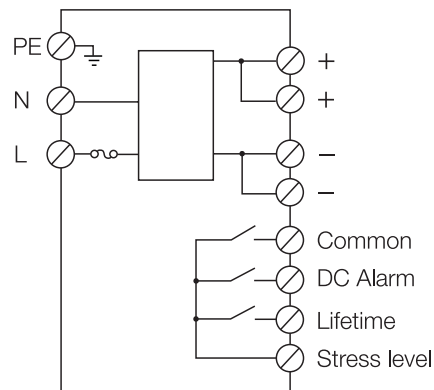 PE
N
L
+
+
−
−
Common
DC Alarm
Lifetime
Stress level